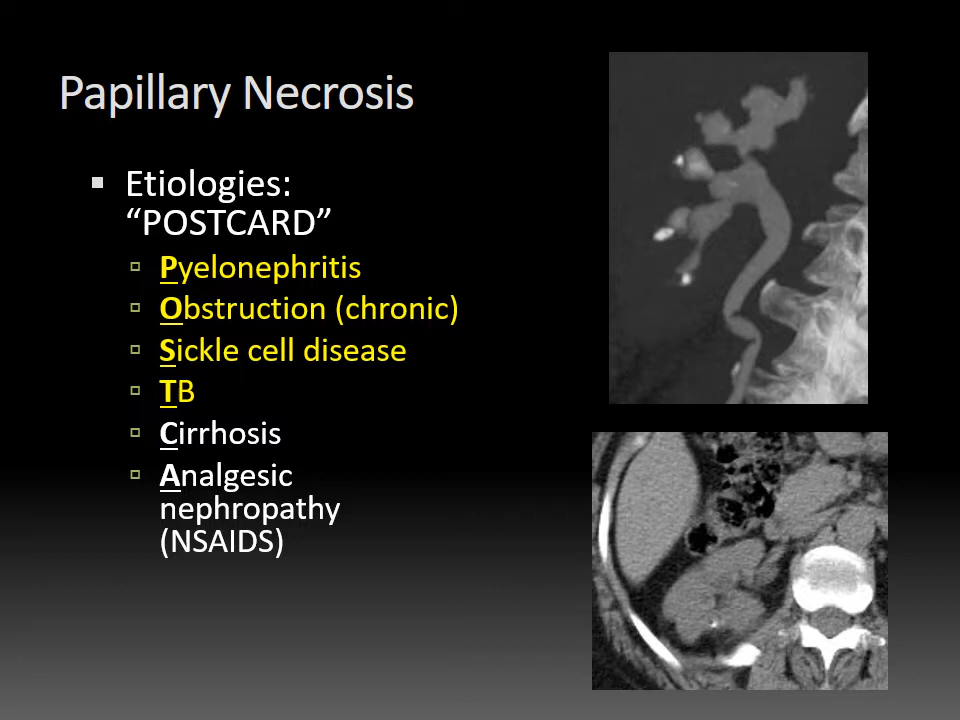 Papillary Necrosis
Etiologies:
“POSTCARD”
Pyelonephritis
Obstruction (chronic)
Sickle cell disease
TB
Cirrhosis
Analgesic
nephropathy
(NSAIDS)